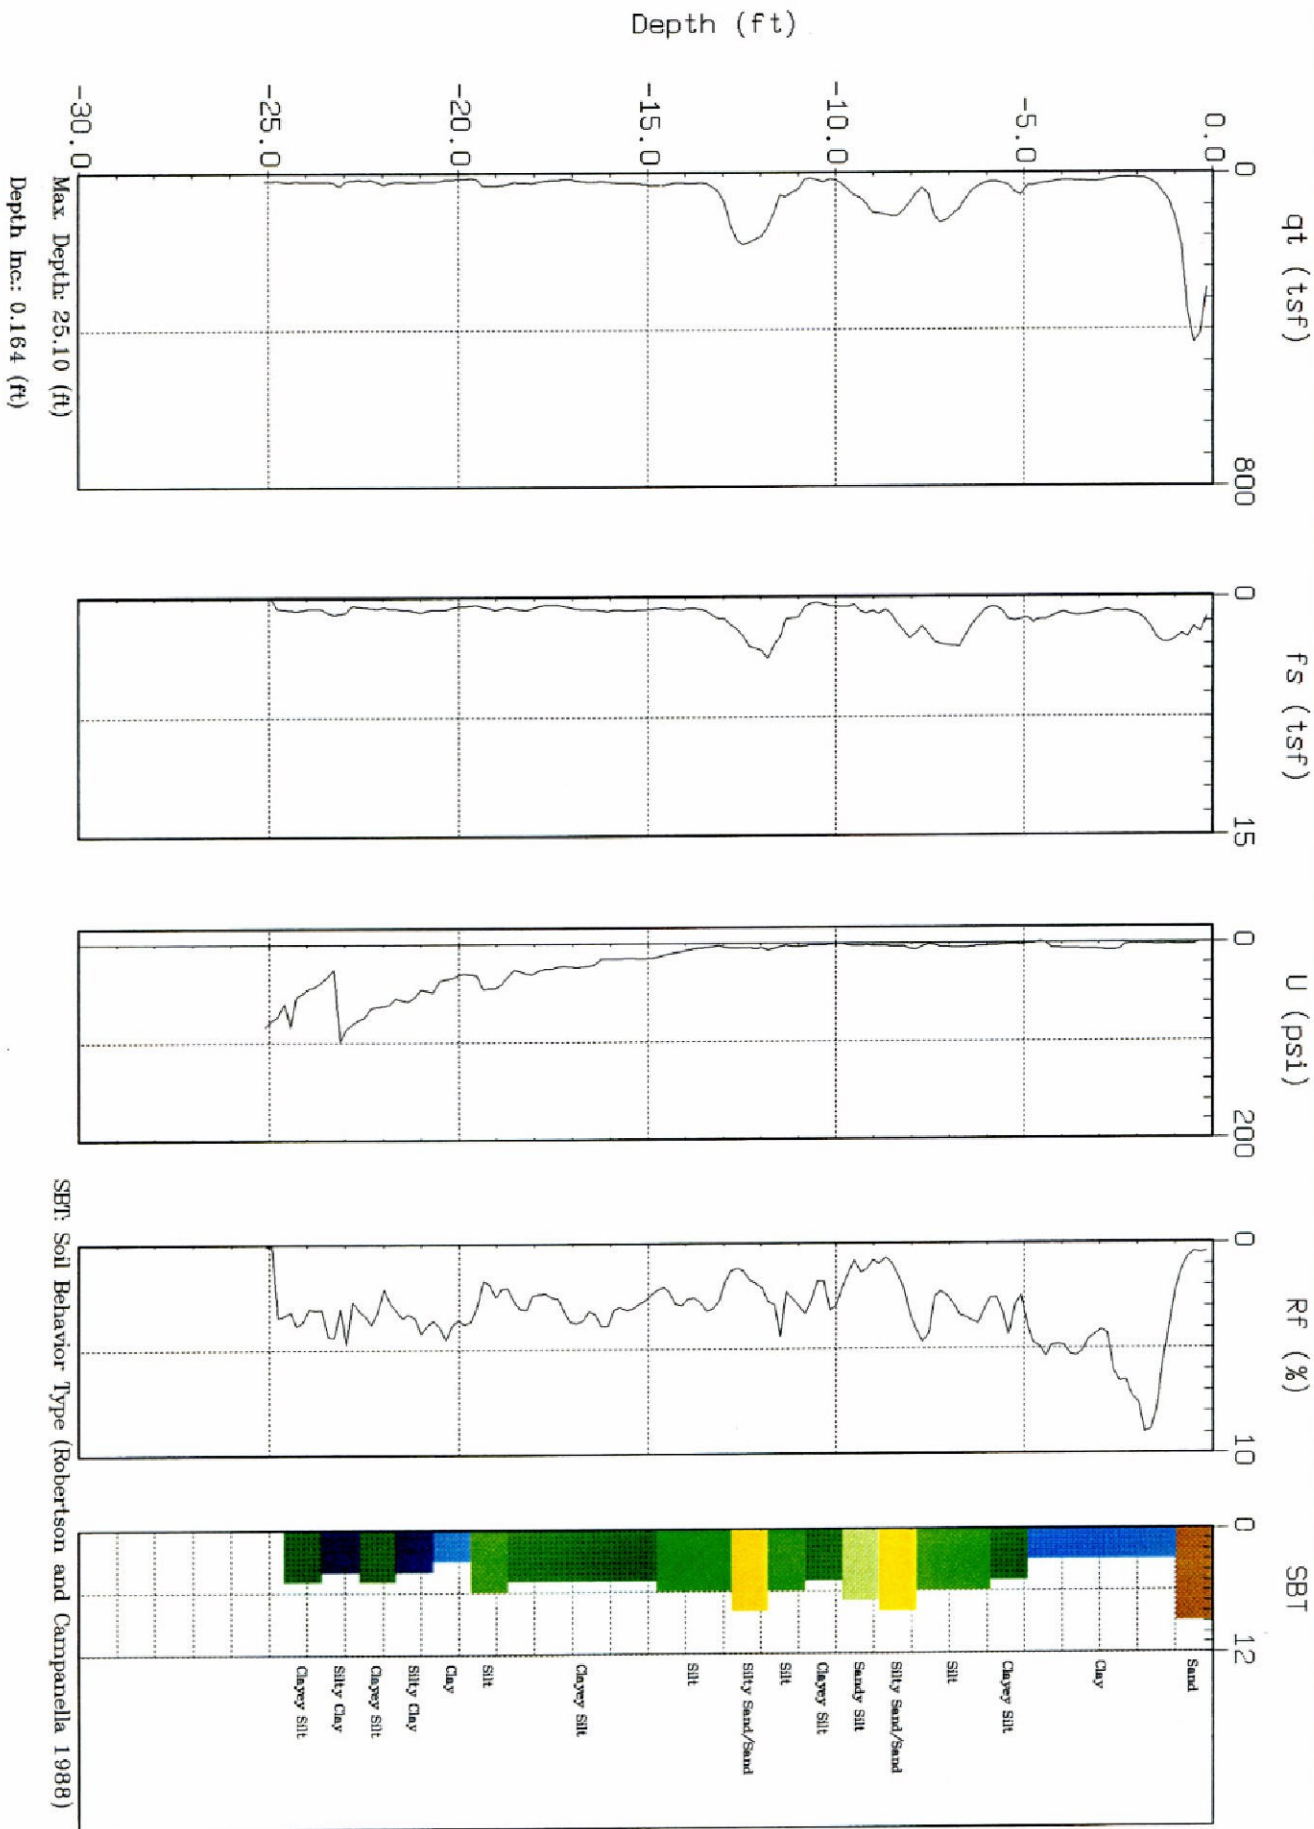 qt (tsf)
0
800
fs (tsf)
0
15
U (psi)
0
200
Rf (%)
0
10
SBT
0
12
Depth (ft)
0.0
-5.0
-10.0
-15.0
-20.0
-25.0
-30.0
Sand
Clay
Clayey Silt
Silt
Silty Sand/Sand
Sandy Silt
Clayey Silt
Silt
Silty Sand/Sand
Silt
Clayey Silt
Silt
Clay
Silty Clay
Clayey Silt
Silty Clay
Clayey Silt
Max. Depth: 25.10 (ft)
Depth Inc.: 0.164 (ft)
SBT: Soil Behavior Type (Robertson and Campanella 1988)